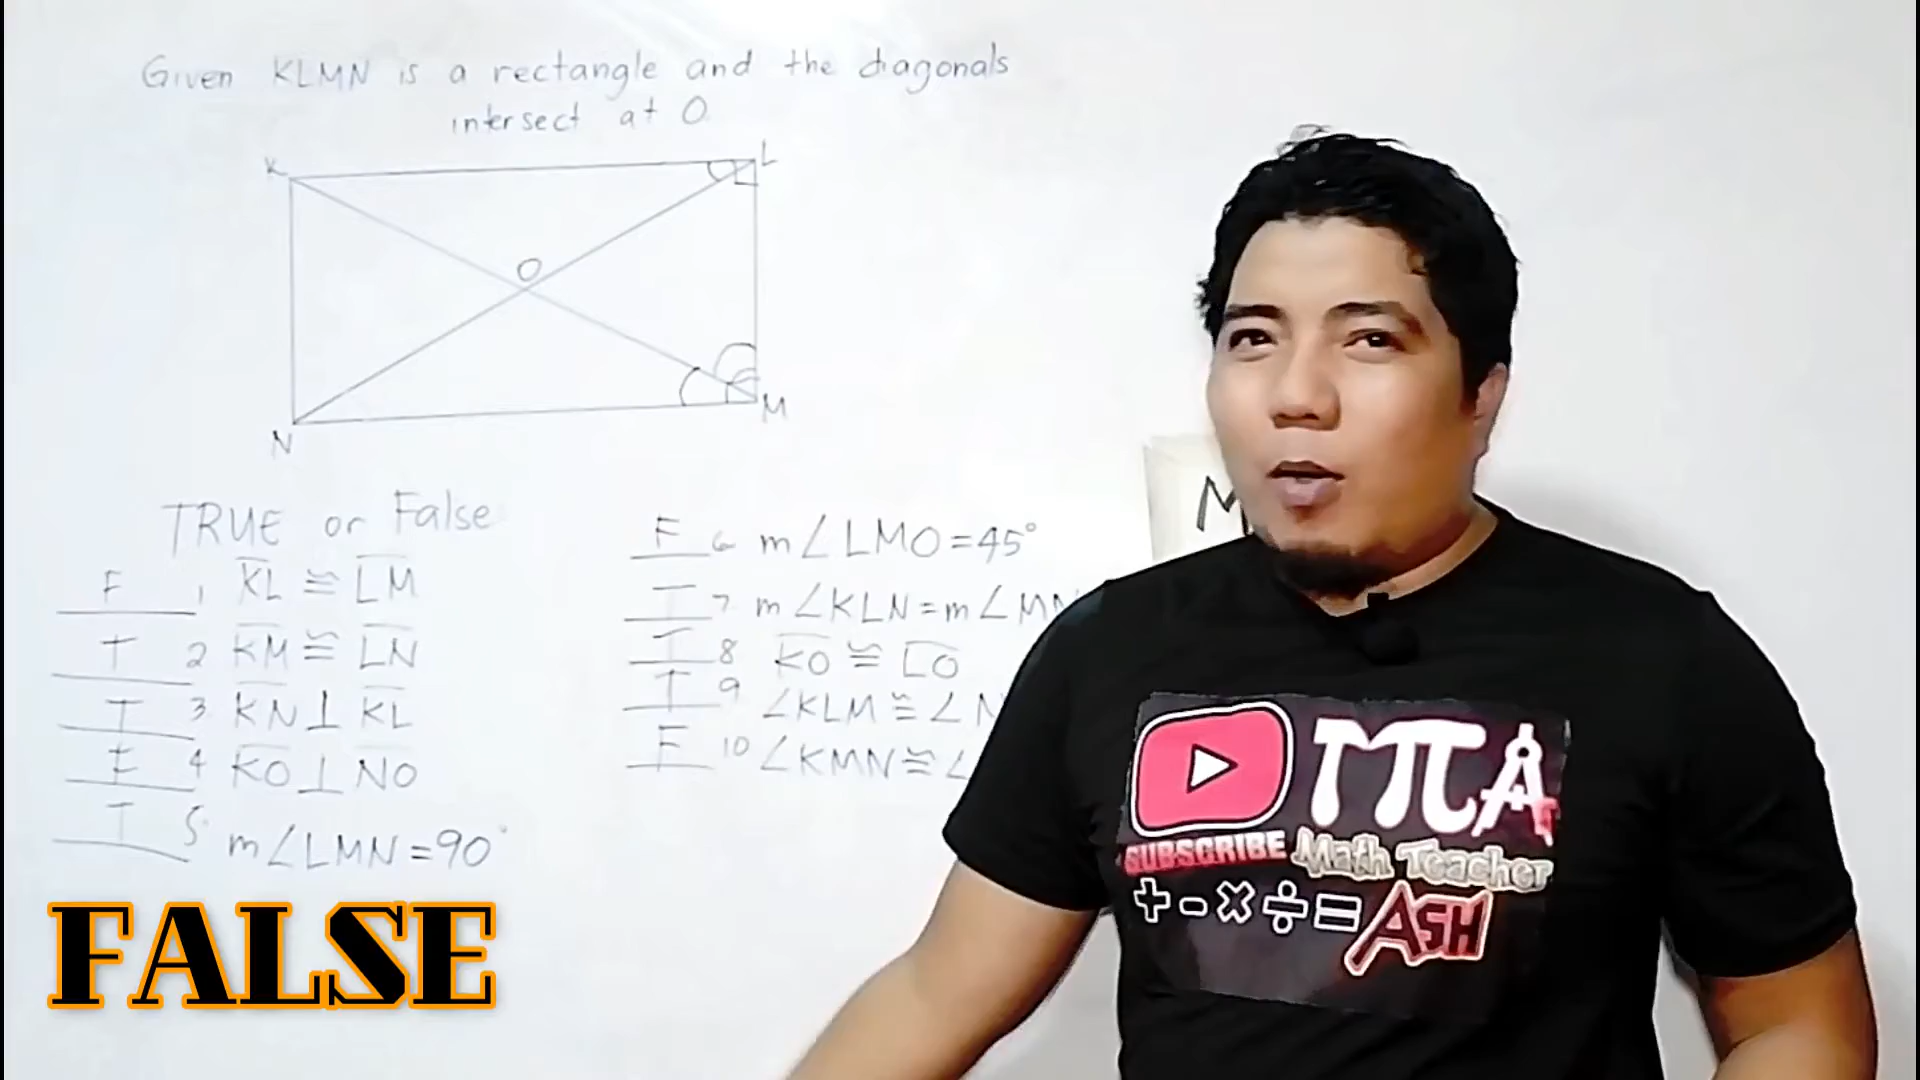 Given KLMN is a rectangle and the diagonals
intersect at O.
K
L
O
M
N
TRUE or False
F 1 KL ≅ LM
T 2 KM ≅ LN
T 3 KN ⊥ KL
F 4 KO ⊥ NO
T 5. m∠LMN = 90°
F 6 m∠LMO = 45°
T 7 m∠KLN = m∠MN
T 8 KO ≅ LO
T 9 ∠KLM ≅ ∠N
F 10 ∠KMN ≅ ∠
M
FALSE
SUBSCRIBE Math Teacher
+ - × ÷ = ASH